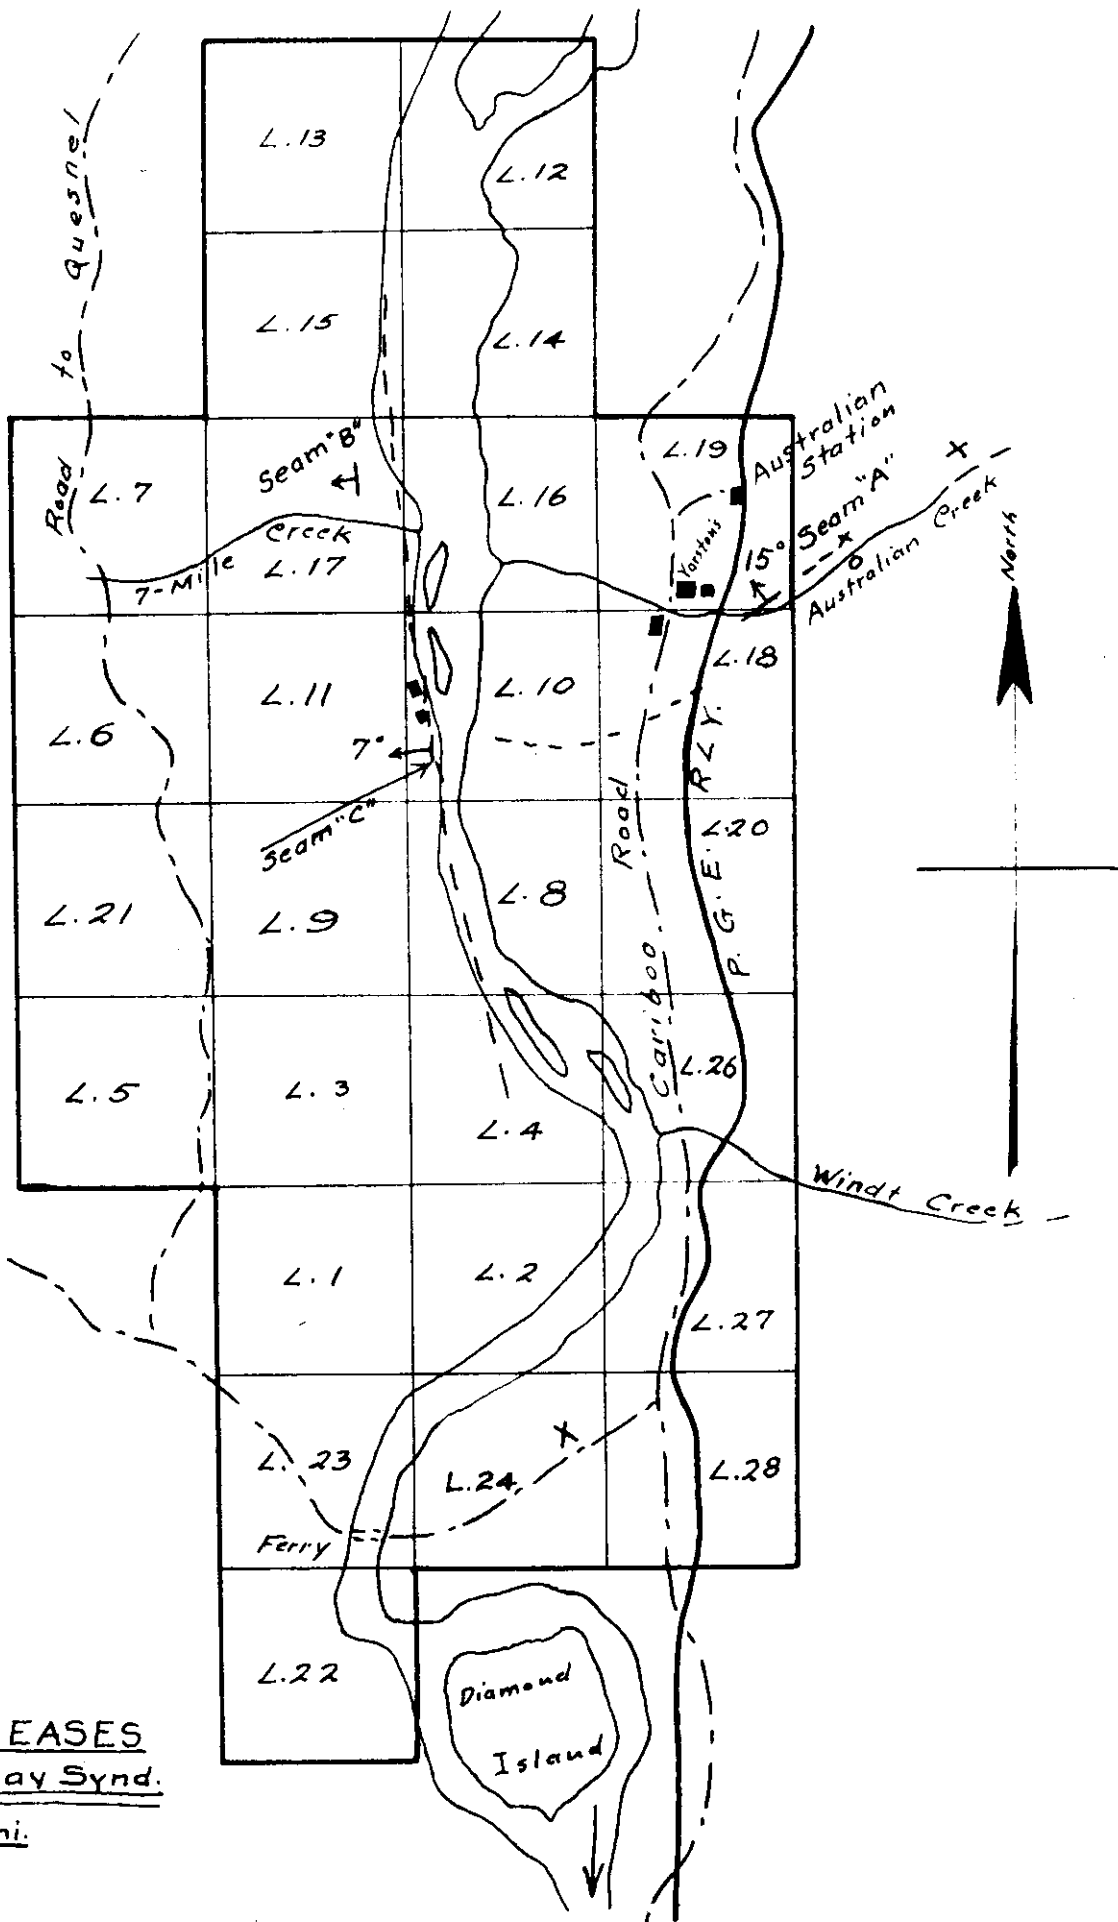 L.13
L.12
Road to Quesnel
L.15
L.14
L.19
Australian
Station
Seam "B"
L.7
L.16
Seam "A"
Creek
7-Mile
L.17
Yorston's
15°
Australian Creek
North
L.18
L.11
L.10
L.6
7°
Seam "C"
P. G. E. RLY.
L.20
Cariboo Road
L.21
L.9
L.8
L.26
L.5
L.3
L.4
Windt Creek
L.1
L.2
L.27
L.23
L.24
L.28
Ferry
L.22
Diamond
Island
EASES
ay Synd.
ni.